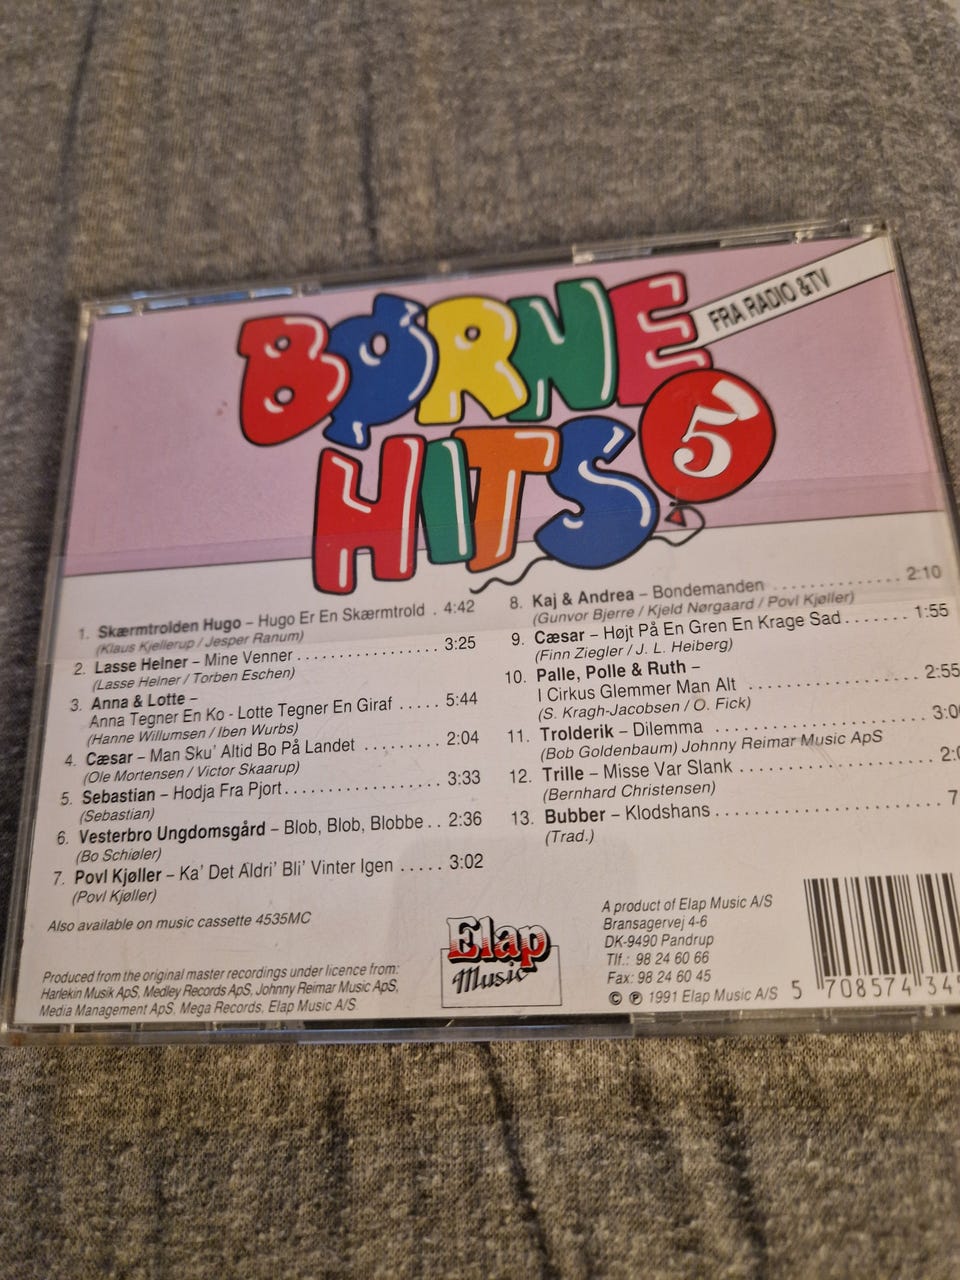 BØRNE
HITS 5
FRA RADIO & TV
1. Skærmtrolden Hugo – Hugo Er En Skærmtrold . 4:42
(Klaus Kjellerup / Jesper Ranum)
2. Lasse Helner – Mine Venner .................. 3:25
(Lasse Helner / Torben Eschen)
3. Anna & Lotte –
Anna Tegner En Ko - Lotte Tegner En Giraf ..... 5:44
(Hanne Willumsen / Iben Wurbs)
4. Cæsar – Man Sku' Altid Bo På Landet ......... 2:04
(Ole Mortensen / Victor Skaarup)
5. Sebastian – Hodja Fra Pjort .................. 3:33
(Sebastian)
6. Vesterbro Ungdomsgård – Blob, Blob, Blobbe .. 2:36
(Bo Schiøler)
7. Povl Kjøller – Ka' Det Aldri' Bli' Vinter Igen ..... 3:02
(Povl Kjøller)
Also available on music cassette 4535MC
Produced from the original master recordings under licence from:
Harlekin Musik ApS, Medley Records ApS, Johnny Reimar Music ApS,
Media Management ApS, Mega Records, Elap Music A/S
8. Kaj & Andrea – Bondemanden .............. 2:10
(Gunvor Bjerre / Kjeld Nørgaard / Povl Kjøller)
9. Cæsar – Højt På En Gren En Krage Sad ....... 1:55
(Finn Ziegler / J. L. Heiberg)
10. Palle, Polle & Ruth –
I Cirkus Glemmer Man Alt .................. 2:55
(S. Kragh-Jacobsen / O. Fick)
11. Trolderik – Dilemma ......................
(Bob Goldenbaum) Johnny Reimar Music ApS
12. Trille – Misse Var Slank ....................
(Bernhard Christensen)
13. Bubber – Klodshans ........................
(Trad.)
Elap
Music
A product of Elap Music A/S
Bransagervej 4-6
DK-9490 Pandrup
Tlf.: 98 24 60 66
Fax: 98 24 60 45
© ℗ 1991 Elap Music A/S
5 708574 345